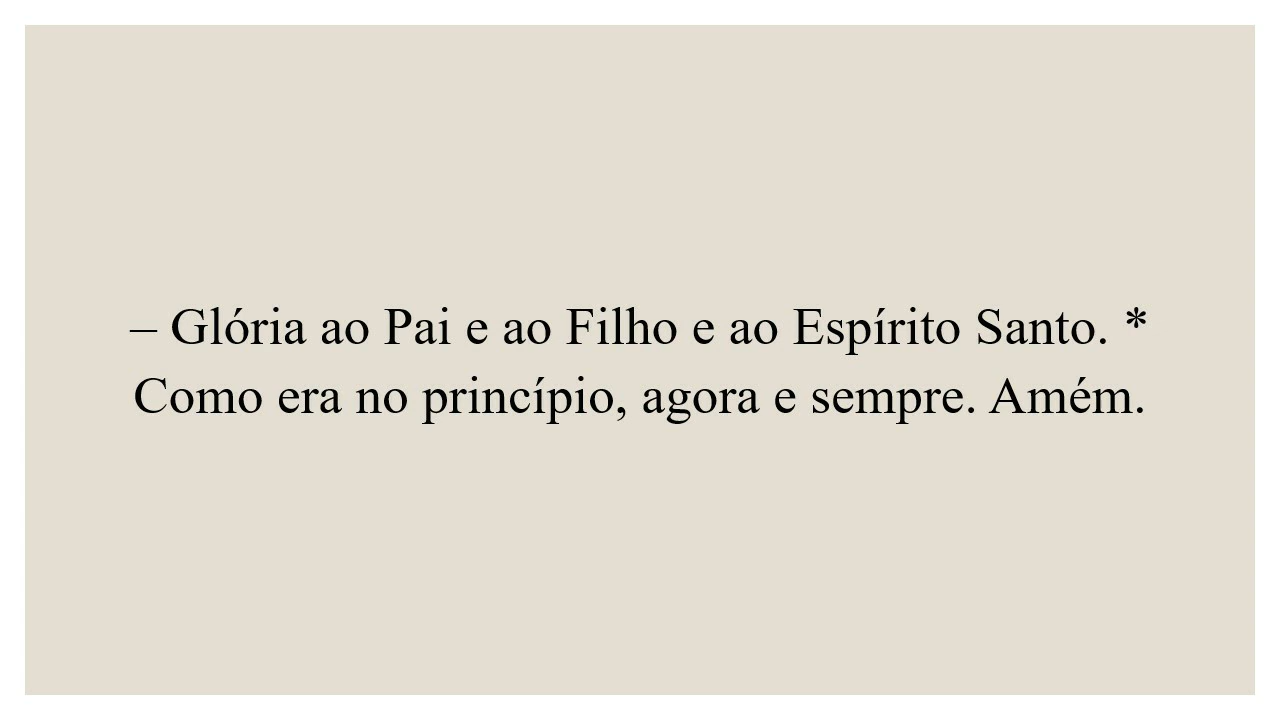 – Glória ao Pai e ao Filho e ao Espírito Santo. *
Como era no princípio, agora e sempre. Amém.